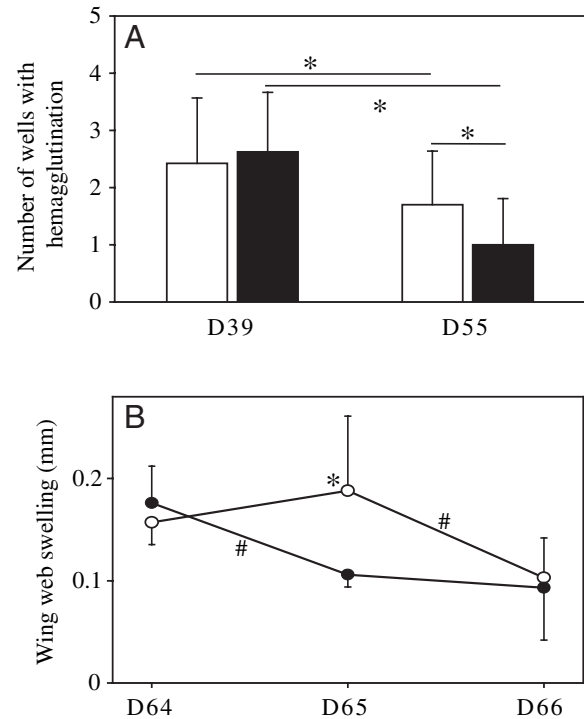 A
Number of wells with
hemagglutination
5
4
3
2
1
0
*
*
*
D39
D55
B
Wing web swelling (mm)
0.2
0.1
0
*
#
#
D64
D65
D66